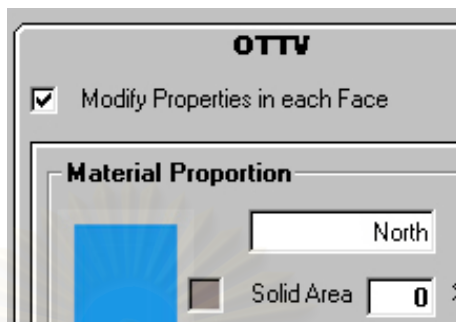 OTTV
Modify Properties in each Face
Material Proportion
North
Solid Area 0